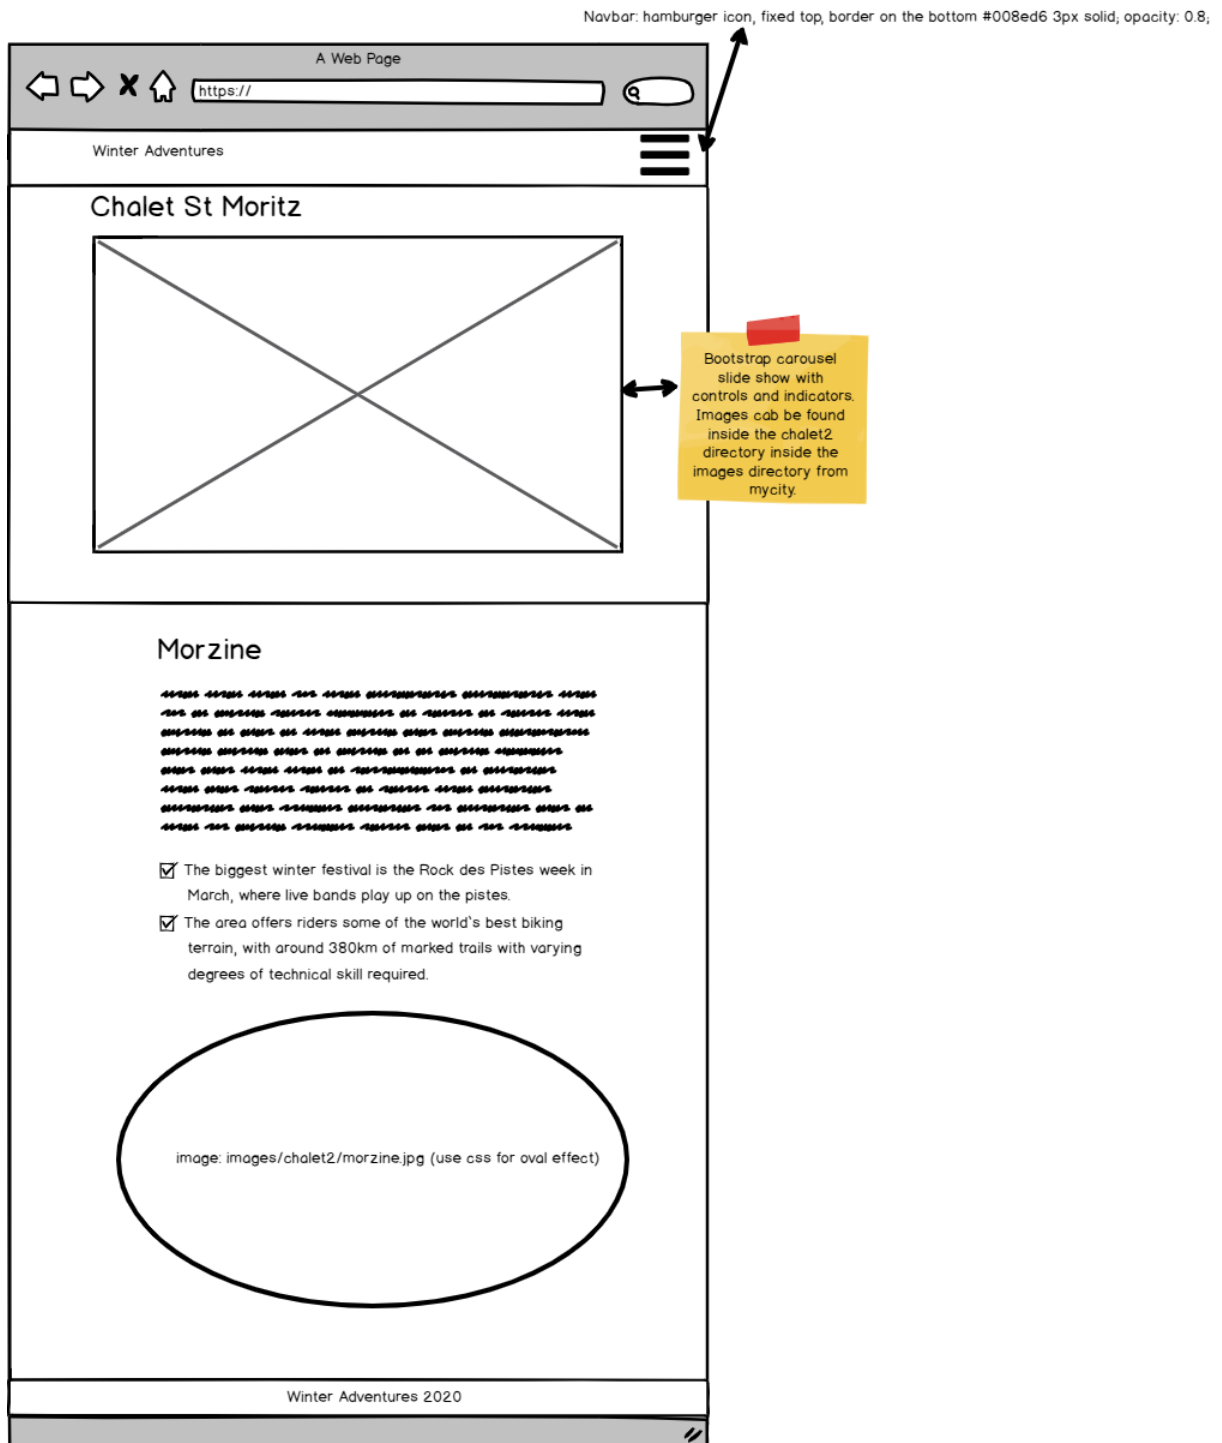 Navbar: hamburger icon, fixed top, border on the bottom #008ed6 3px solid; opacity: 0.8;
A Web Page
https://
Winter Adventures
Chalet St Moritz
Bootstrap carousel
slide show with
controls and indicators.
Images cab be found
inside the chalet2
directory inside the
images directory from
mycity.
Morzine
The biggest winter festival is the Rock des Pistes week in
March, where live bands play up on the pistes.
The area offers riders some of the world`s best biking
terrain, with around 380km of marked trails with varying
degrees of technical skill required.
image: images/chalet2/morzine.jpg (use css for oval effect)
Winter Adventures 2020